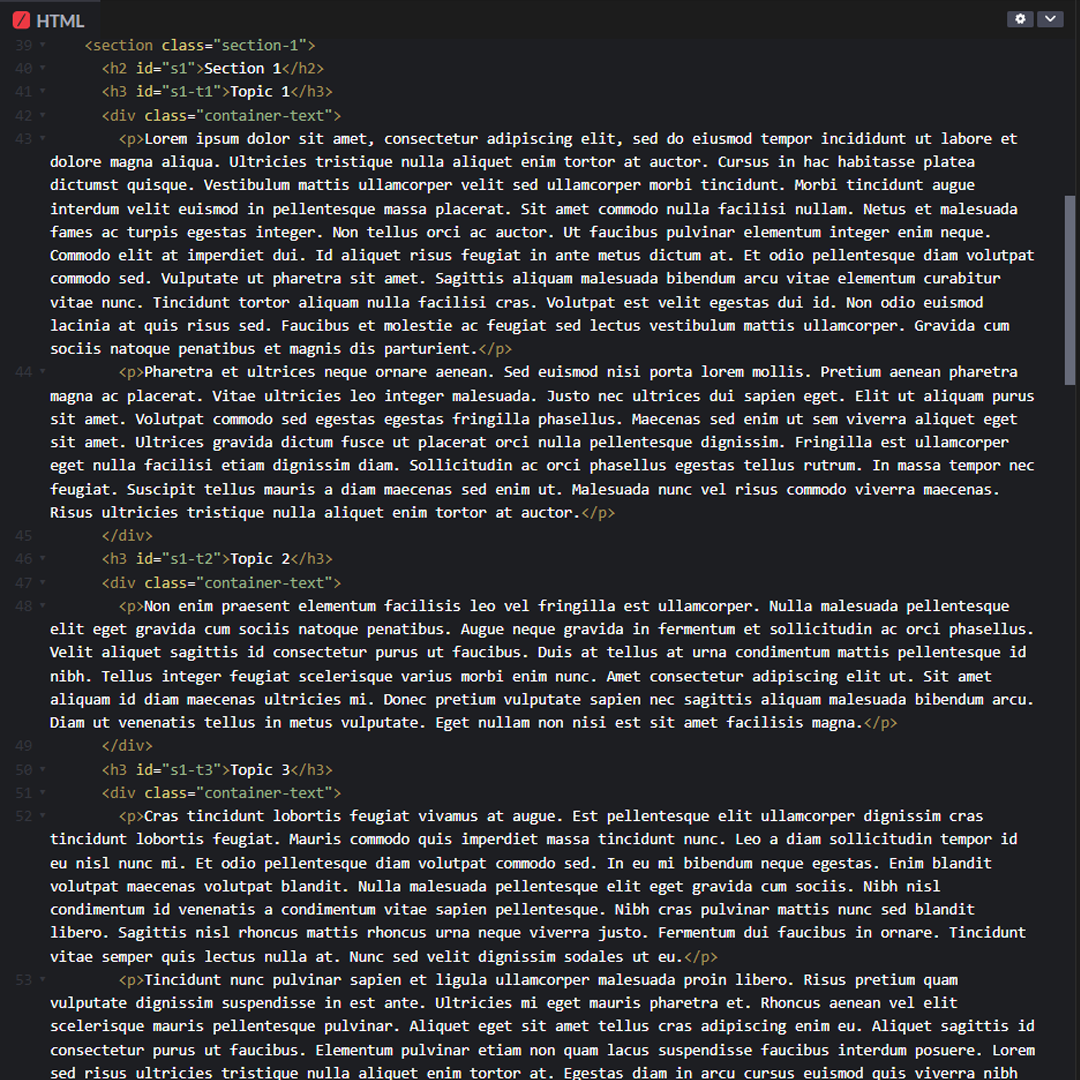 HTML
39 <section class="section-1">
40 <h2 id="s1">Section 1</h2>
41 <h3 id="s1-t1">Topic 1</h3>
42 <div class="container-text">
43 <p>Lorem ipsum dolor sit amet, consectetur adipiscing elit, sed do eiusmod tempor incididunt ut labore et
dolore magna aliqua. Ultricies tristique nulla aliquet enim tortor at auctor. Cursus in hac habitasse platea
dictumst quisque. Vestibulum mattis ullamcorper velit sed ullamcorper morbi tincidunt. Morbi tincidunt augue
interdum velit euismod in pellentesque massa placerat. Sit amet commodo nulla facilisi nullam. Netus et malesuada
fames ac turpis egestas integer. Non tellus orci ac auctor. Ut faucibus pulvinar elementum integer enim neque.
Commodo elit at imperdiet dui. Id aliquet risus feugiat in ante metus dictum at. Et odio pellentesque diam volutpat
commodo sed. Vulputate ut pharetra sit amet. Sagittis aliquam malesuada bibendum arcu vitae elementum curabitur
vitae nunc. Tincidunt tortor aliquam nulla facilisi cras. Volutpat est velit egestas dui id. Non odio euismod
lacinia at quis risus sed. Faucibus et molestie ac feugiat sed lectus vestibulum mattis ullamcorper. Gravida cum
sociis natoque penatibus et magnis dis parturient.</p>
44 <p>Pharetra et ultrices neque ornare aenean. Sed euismod nisi porta lorem mollis. Pretium aenean pharetra
magna ac placerat. Vitae ultricies leo integer malesuada. Justo nec ultrices dui sapien eget. Elit ut aliquam purus
sit amet. Volutpat commodo sed egestas egestas fringilla phasellus. Maecenas sed enim ut sem viverra aliquet eget
sit amet. Ultrices gravida dictum fusce ut placerat orci nulla pellentesque dignissim. Fringilla est ullamcorper
eget nulla facilisi etiam dignissim diam. Sollicitudin ac orci phasellus egestas tellus rutrum. In massa tempor nec
feugiat. Suscipit tellus mauris a diam maecenas sed enim ut. Malesuada nunc vel risus commodo viverra maecenas.
Risus ultricies tristique nulla aliquet enim tortor at auctor.</p>
45 </div>
46 <h3 id="s1-t2">Topic 2</h3>
47 <div class="container-text">
48 <p>Non enim praesent elementum facilisis leo vel fringilla est ullamcorper. Nulla malesuada pellentesque
elit eget gravida cum sociis natoque penatibus. Augue neque gravida in fermentum et sollicitudin ac orci phasellus.
Velit aliquet sagittis id consectetur purus ut faucibus. Duis at tellus at urna condimentum mattis pellentesque id
nibh. Tellus integer feugiat scelerisque varius morbi enim nunc. Amet consectetur adipiscing elit ut. Sit amet
aliquam id diam maecenas ultricies mi. Donec pretium vulputate sapien nec sagittis aliquam malesuada bibendum arcu.
Diam ut venenatis tellus in metus vulputate. Eget nullam non nisi est sit amet facilisis magna.</p>
49 </div>
50 <h3 id="s1-t3">Topic 3</h3>
51 <div class="container-text">
52 <p>Cras tincidunt lobortis feugiat vivamus at augue. Est pellentesque elit ullamcorper dignissim cras
tincidunt lobortis feugiat. Mauris commodo quis imperdiet massa tincidunt nunc. Leo a diam sollicitudin tempor id
eu nisl nunc mi. Et odio pellentesque diam volutpat commodo sed. In eu mi bibendum neque egestas. Enim blandit
volutpat maecenas volutpat blandit. Nulla malesuada pellentesque elit eget gravida cum sociis. Nibh nisl
condimentum id venenatis a condimentum vitae sapien pellentesque. Nibh cras pulvinar mattis nunc sed blandit
libero. Sagittis nisl rhoncus mattis rhoncus urna neque viverra justo. Fermentum dui faucibus in ornare. Tincidunt
vitae semper quis lectus nulla at. Nunc sed velit dignissim sodales ut eu.</p>
53 <p>Tincidunt nunc pulvinar sapien et ligula ullamcorper malesuada proin libero. Risus pretium quam
vulputate dignissim suspendisse in est ante. Ultricies mi eget mauris pharetra et. Rhoncus aenean vel elit
scelerisque mauris pellentesque pulvinar. Aliquet eget sit amet tellus cras adipiscing enim eu. Aliquet sagittis id
consectetur purus ut faucibus. Elementum pulvinar etiam non quam lacus suspendisse faucibus interdum posuere. Lorem
sed risus ultricies tristique nulla aliquet enim tortor at. Egestas diam in arcu cursus euismod quis viverra nibh